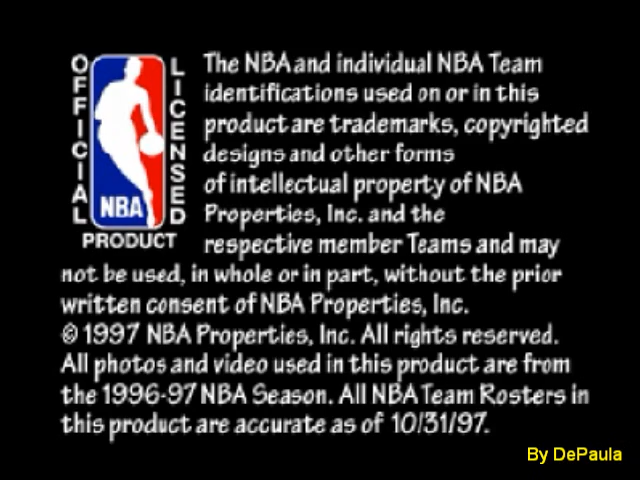 OFFICIAL
NBA
LICENSED
PRODUCT
The NBA and individual NBA Team
identifications used on or in this
product are trademarks, copyrighted
designs and other forms
of intellectual property of NBA
Properties, Inc. and the
respective member Teams and may
not be used, in whole or in part, without the prior
written consent of NBA Properties, Inc.
© 1997 NBA Properties, Inc. All rights reserved.
All photos and video used in this product are from
the 1996-97 NBA Season. All NBA Team Rosters in
this product are accurate as of 10/31/97.
By DePaula